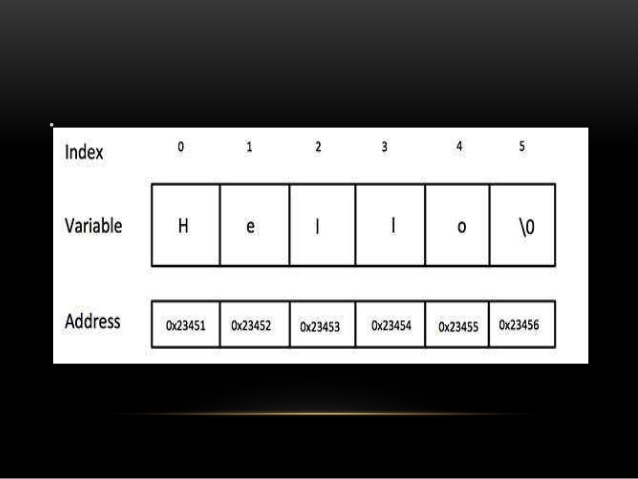 Index 0 1 2 3 4 5
Variable H e l l o \0
Address 0x23451 0x23452 0x23453 0x23454 0x23455 0x23456